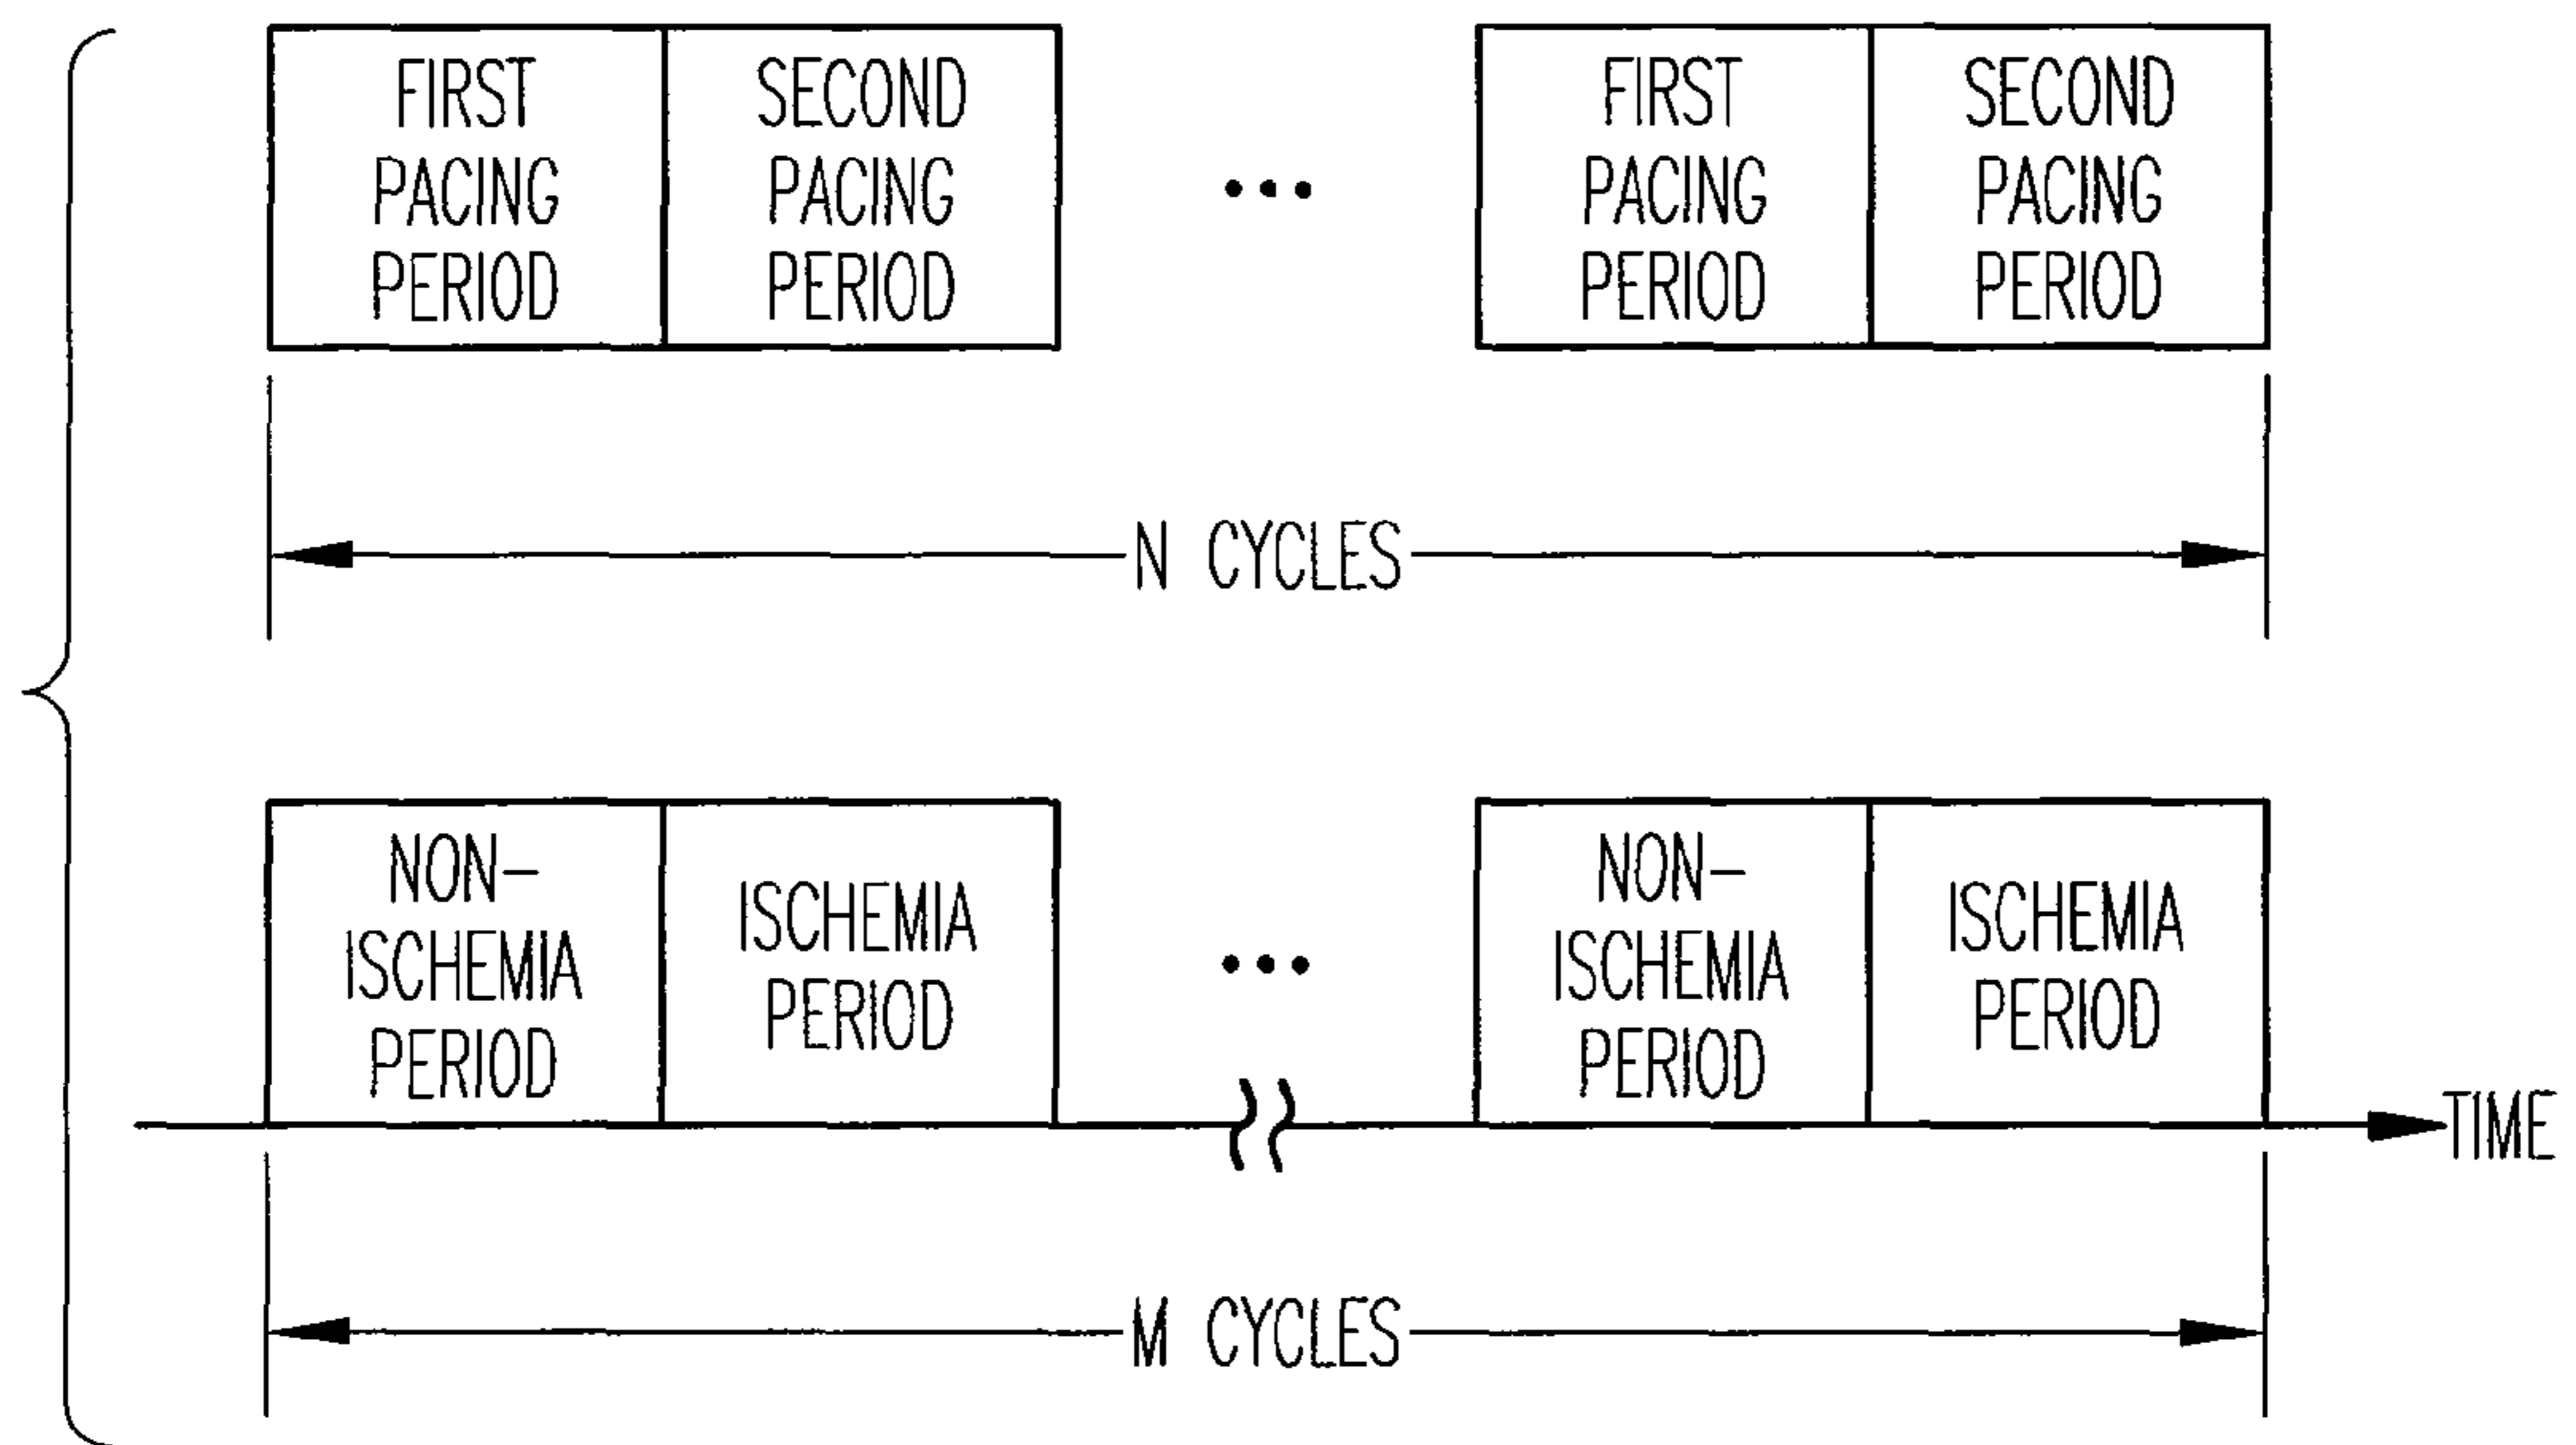 FIRST
PACING
PERIOD
SECOND
PACING
PERIOD
•••
FIRST
PACING
PERIOD
SECOND
PACING
PERIOD
N CYCLES
NON-
ISCHEMIA
PERIOD
ISCHEMIA
PERIOD
•••
NON-
ISCHEMIA
PERIOD
ISCHEMIA
PERIOD
TIME
M CYCLES